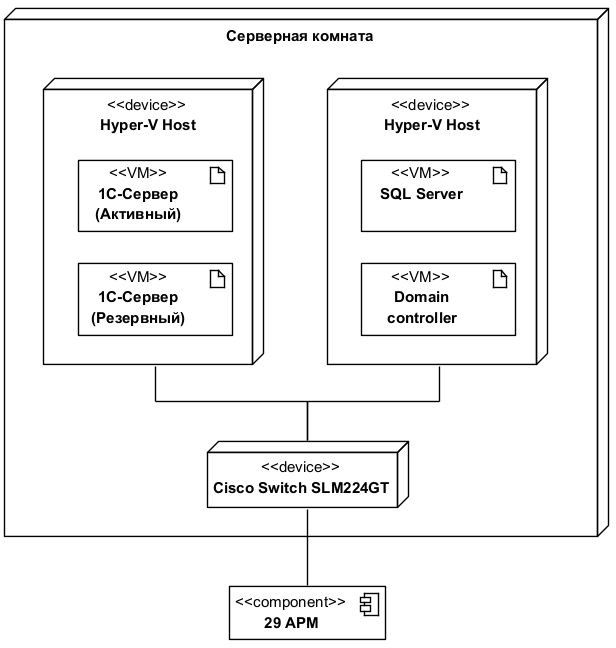 Серверная комната
<<device>>
Hyper-V Host
<<VM>>
1С-Сервер
(Активный)
<<VM>>
1С-Сервер
(Резервный)
<<device>>
Hyper-V Host
<<VM>>
SQL Server
<<VM>>
Domain
controller
<<device>>
Cisco Switch SLM224GT
<<component>>
29 АРМ